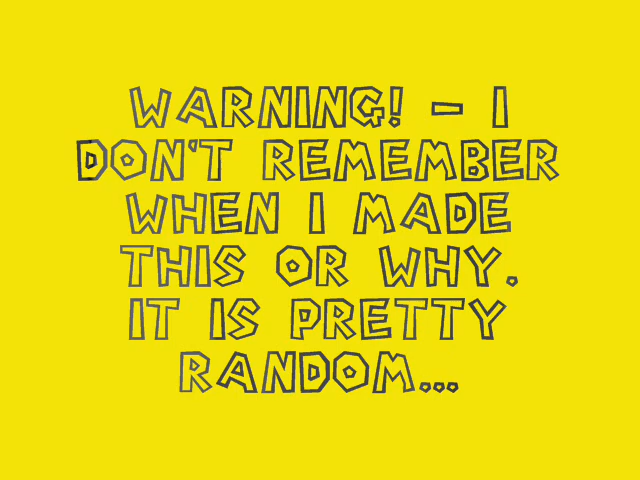 WARNING! - I
DON'T REMEMBER
WHEN I MADE
THIS OR WHY.
IT IS PRETTY
RANDOM...